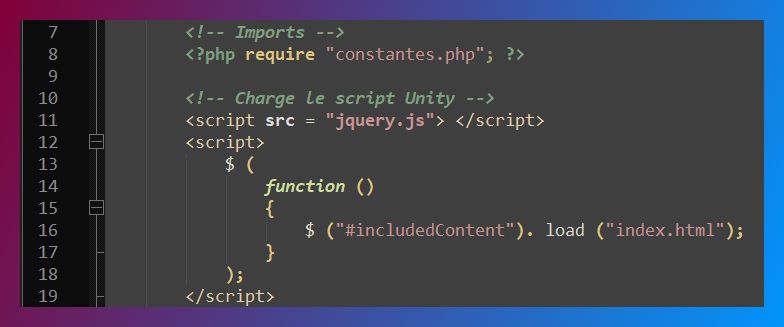 7 <!-- Imports -->
8 <?php require "constantes.php"; ?>
9
10 <!-- Charge le script Unity -->
11 <script src = "jquery.js"> </script>
12 <script>
13 $ (
14 function ()
15 {
16 $ ("#includedContent"). load ("index.html");
17 }
18 );
19 </script>